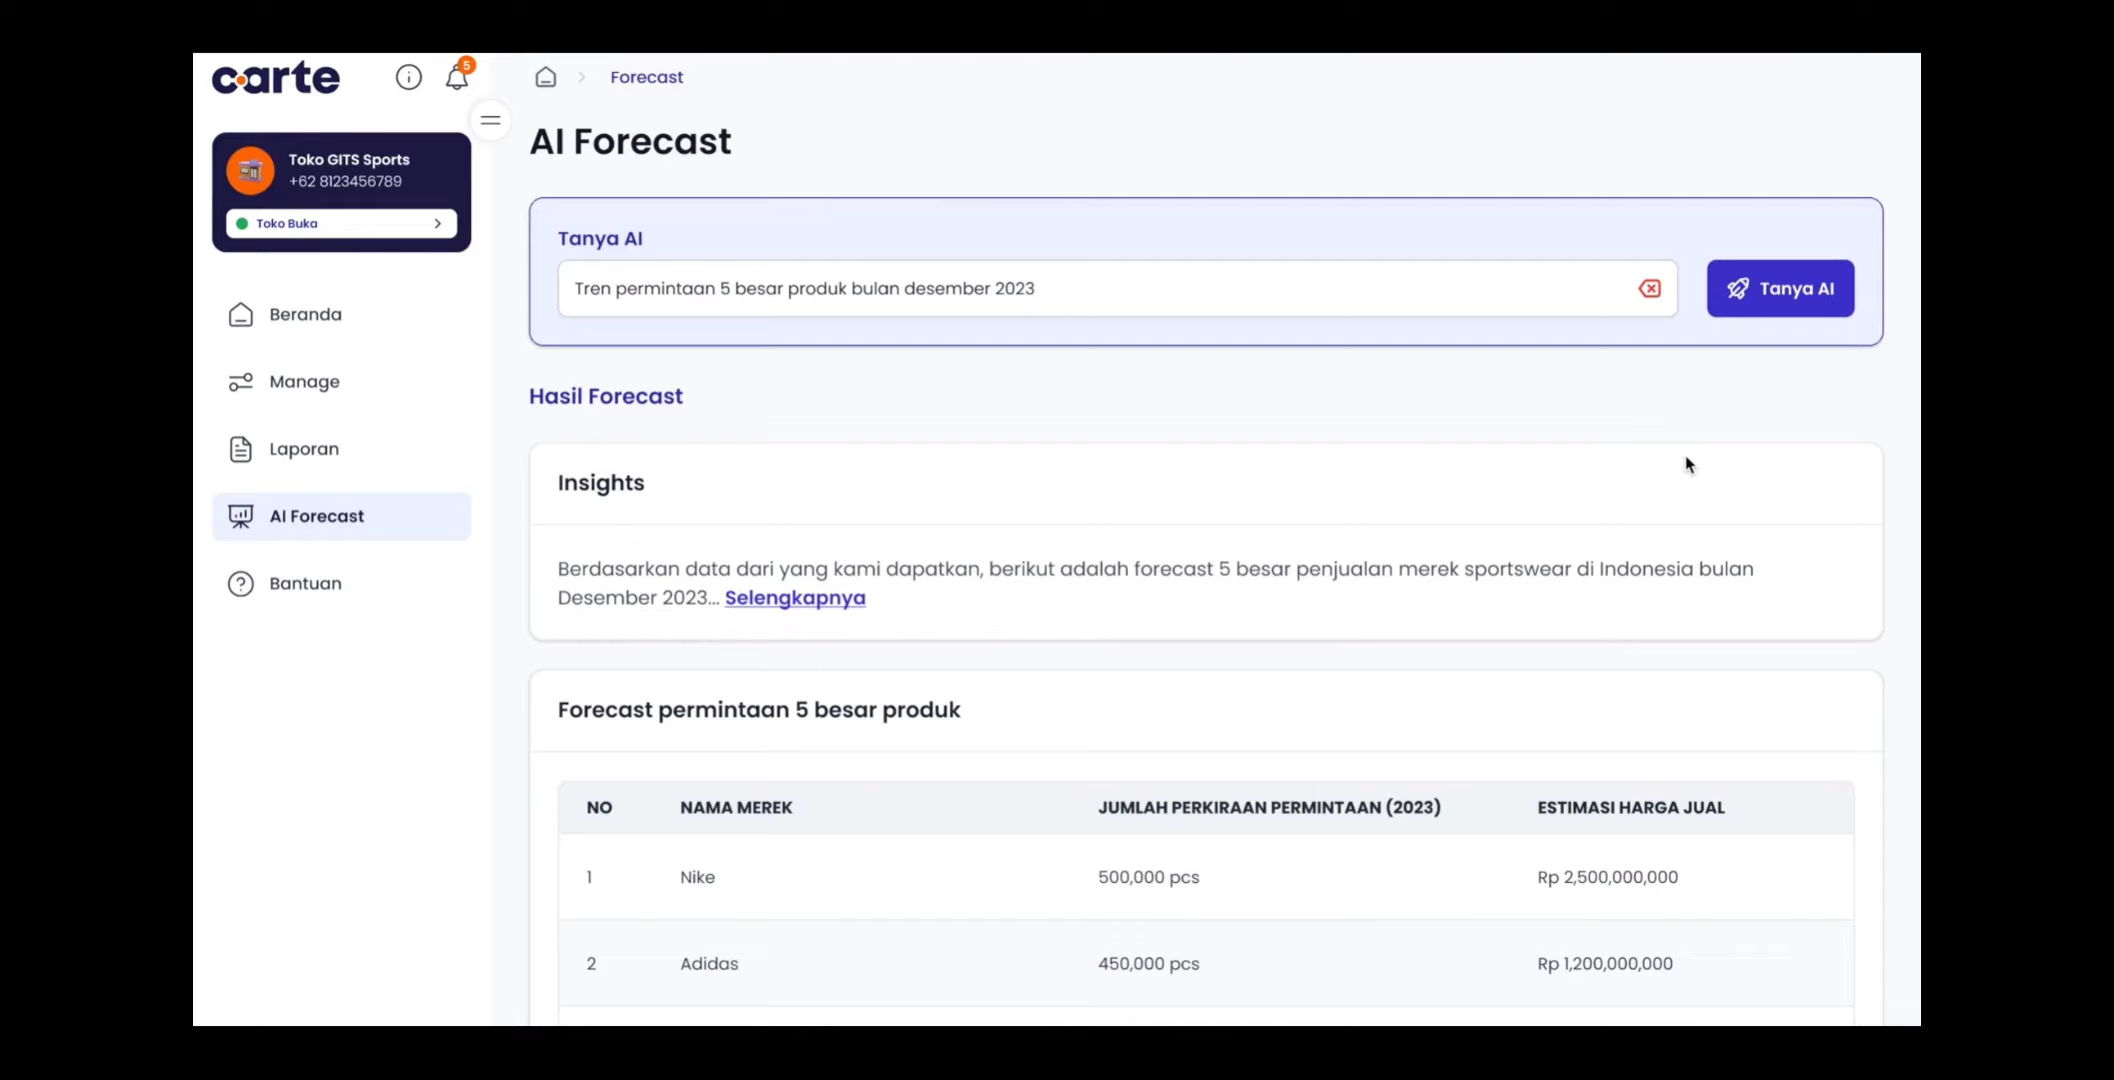 carte
5
Forecast
Toko GITS Sports
+62 8123456789
Toko Buka
Beranda
Manage
Laporan
AI Forecast
Bantuan
AI Forecast
Tanya AI
Tren permintaan 5 besar produk bulan desember 2023
Tanya AI
Hasil Forecast
Insights
Berdasarkan data dari yang kami dapatkan, berikut adalah forecast 5 besar penjualan merek sportswear di Indonesia bulan
Desember 2023... Selengkapnya
Forecast permintaan 5 besar produk
NO NAMA MEREK JUMLAH PERKIRAAN PERMINTAAN (2023) ESTIMASI HARGA JUAL
1 Nike 500,000 pcs Rp 2,500,000,000
2 Adidas 450,000 pcs Rp 1,200,000,000